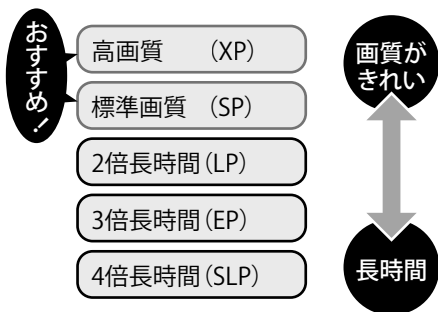 おすすめ！
高画質　　（XP）
標準画質　（SP）
2倍長時間（LP）
3倍長時間（EP）
4倍長時間（SLP）
画質が
きれい
長時間